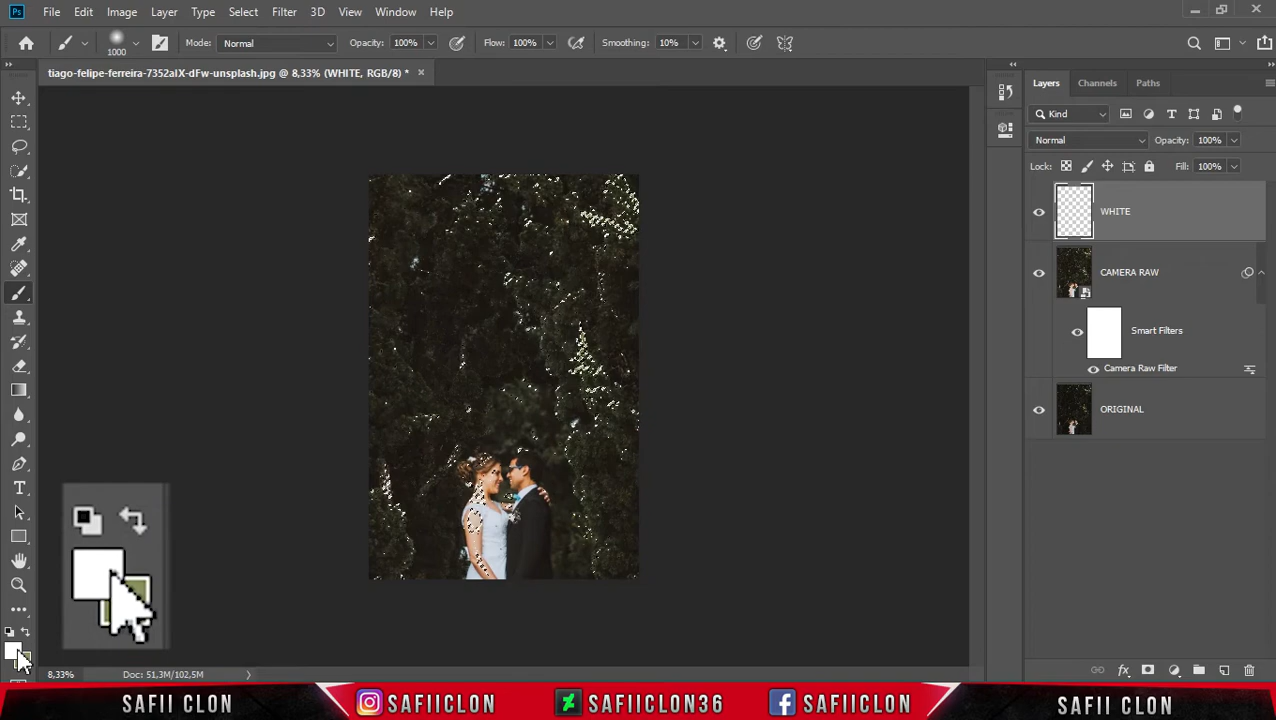 Ps File Edit Image Layer Type Select Filter 3D View Window Help
1000 Mode: Normal Opacity: 100% Flow: 100% Smoothing: 10%
tiago-felipe-ferreira-7352aIX-dFw-unsplash.jpg @ 8,33% (WHITE, RGB/8) *
Layers Channels Paths
Kind
Normal Opacity: 100%
Lock: Fill: 100%
WHITE
CAMERA RAW
Smart Filters
Camera Raw Filter
ORIGINAL
8,33% Doc: 51,3M/102,5M
SAFII CLON SAFIICLON SAFIICLON36 SAFIICLON SAFII CLON